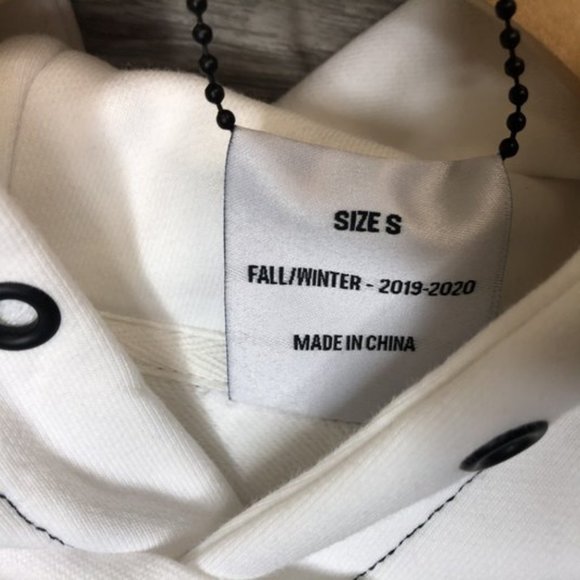 SIZE S
FALL/WINTER - 2019-2020
MADE IN CHINA